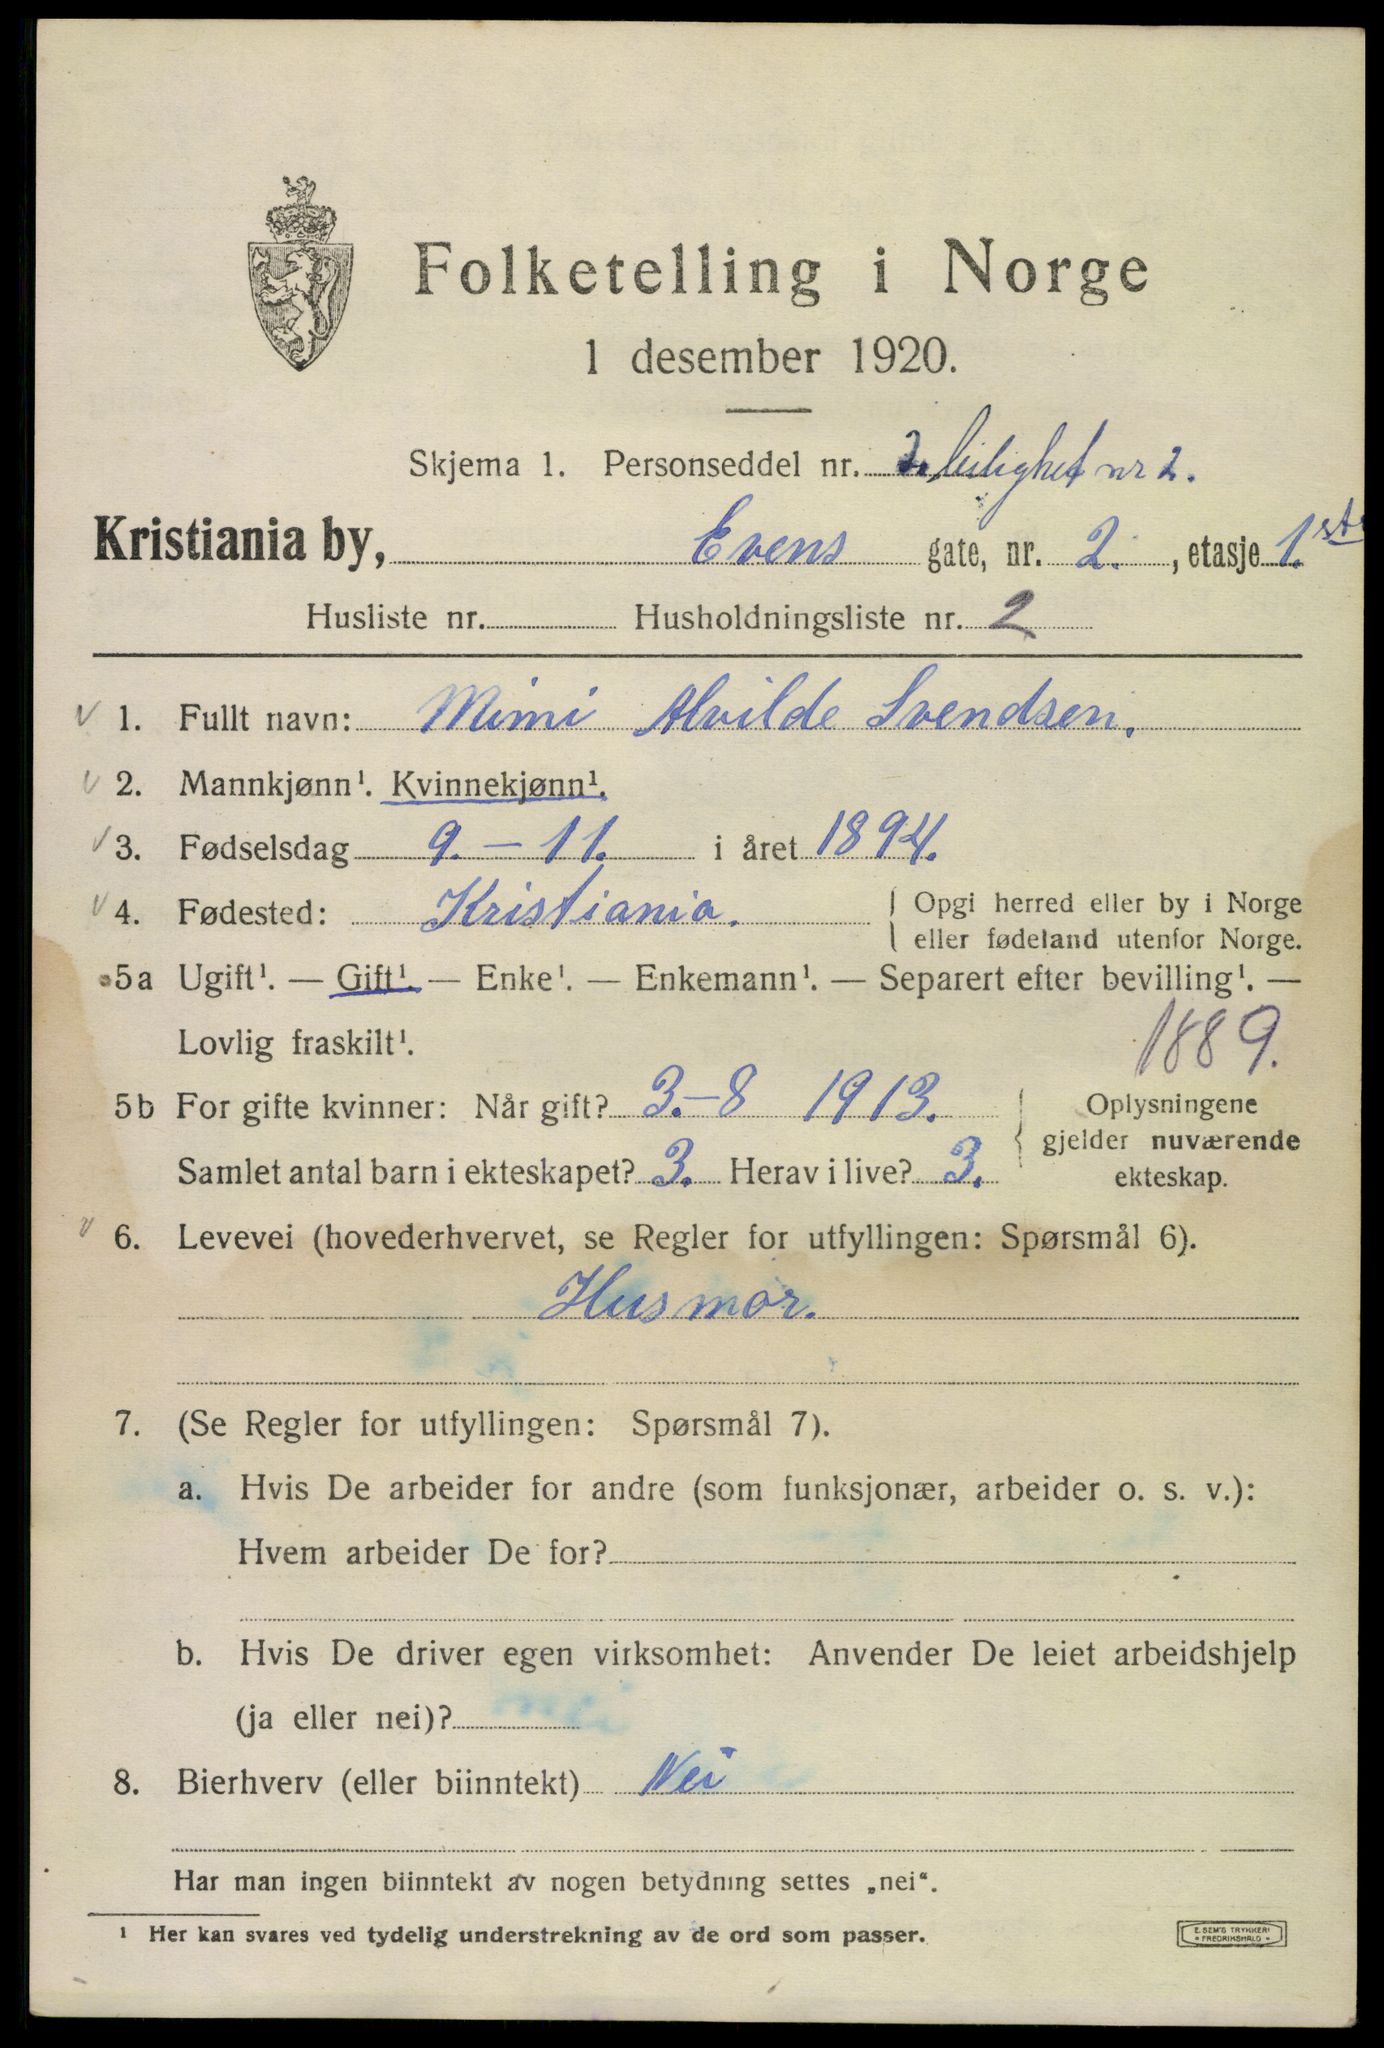 Folketelling i Norge
1 desember 1920.
Skjema 1. Personseddel nr. 2. leilighet nr 2.
Kristiania by, Evens gate, nr. 2. , etasje 1.ste
Husliste nr. Husholdningsliste nr. 2
1. Fullt navn: Mimi Alvilde Svendsen.
2. Mannkjønn¹. Kvinnekjønn¹.
3. Fødselsdag 9. – 11. i året 1894.
4. Fødested: Kristiania. { Opgi herred eller by i Norge
eller fødeland utenfor Norge.
5a Ugift¹. — Gift¹. — Enke¹. — Enkemann¹. — Separert efter bevilling¹. —
Lovlig fraskilt¹. 1889.
5b For gifte kvinner: Når gift? 3.–8 1913. { Oplysningene
gjelder nuværende
Samlet antal barn i ekteskapet? 3. Herav i live? 3. ekteskap.
6. Levevei (hovederhvervet, se Regler for utfyllingen: Spørsmål 6).
Husmor.
7. (Se Regler for utfyllingen: Spørsmål 7).
a. Hvis De arbeider for andre (som funksjonær, arbeider o. s. v.):
Hvem arbeider De for?
b. Hvis De driver egen virksomhet: Anvender De leiet arbeidshjelp
(ja eller nei)?
8. Bierhverv (eller biinntekt) Nei
Har man ingen biinntekt av nogen betydning settes „nei“.
¹ Her kan svares ved tydelig understrekning av de ord som passer.
E. SEM'S TRYKKERI
FREDRIKSHALD